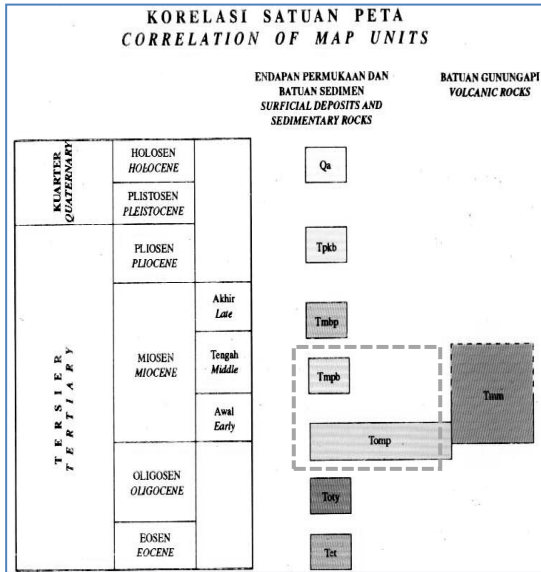 KORELASI SATUAN PETA
CORRELATION OF MAP UNITS
ENDAPAN PERMUKAAN DAN
BATUAN SEDIMEN
SURFICIAL DEPOSITS AND
SEDIMENTARY ROCKS
BATUAN GUNUNGAPI
VOLCANIC ROCKS
KUARTER
QUATERNARY
HOLOSEN
HOLOCENE
Qa
PLISTOSEN
PLEISTOCENE
TERSIER
TERTIARY
PLIOSEN
PLIOCENE
Tpkb
MIOSEN
MIOCENE
Akhir
Late
Tmbp
Tengah
Middle
Tmpb
Tmm
Awal
Early
Tomp
OLIGOSEN
OLIGOCENE
Toty
EOSEN
EOCENE
Tet